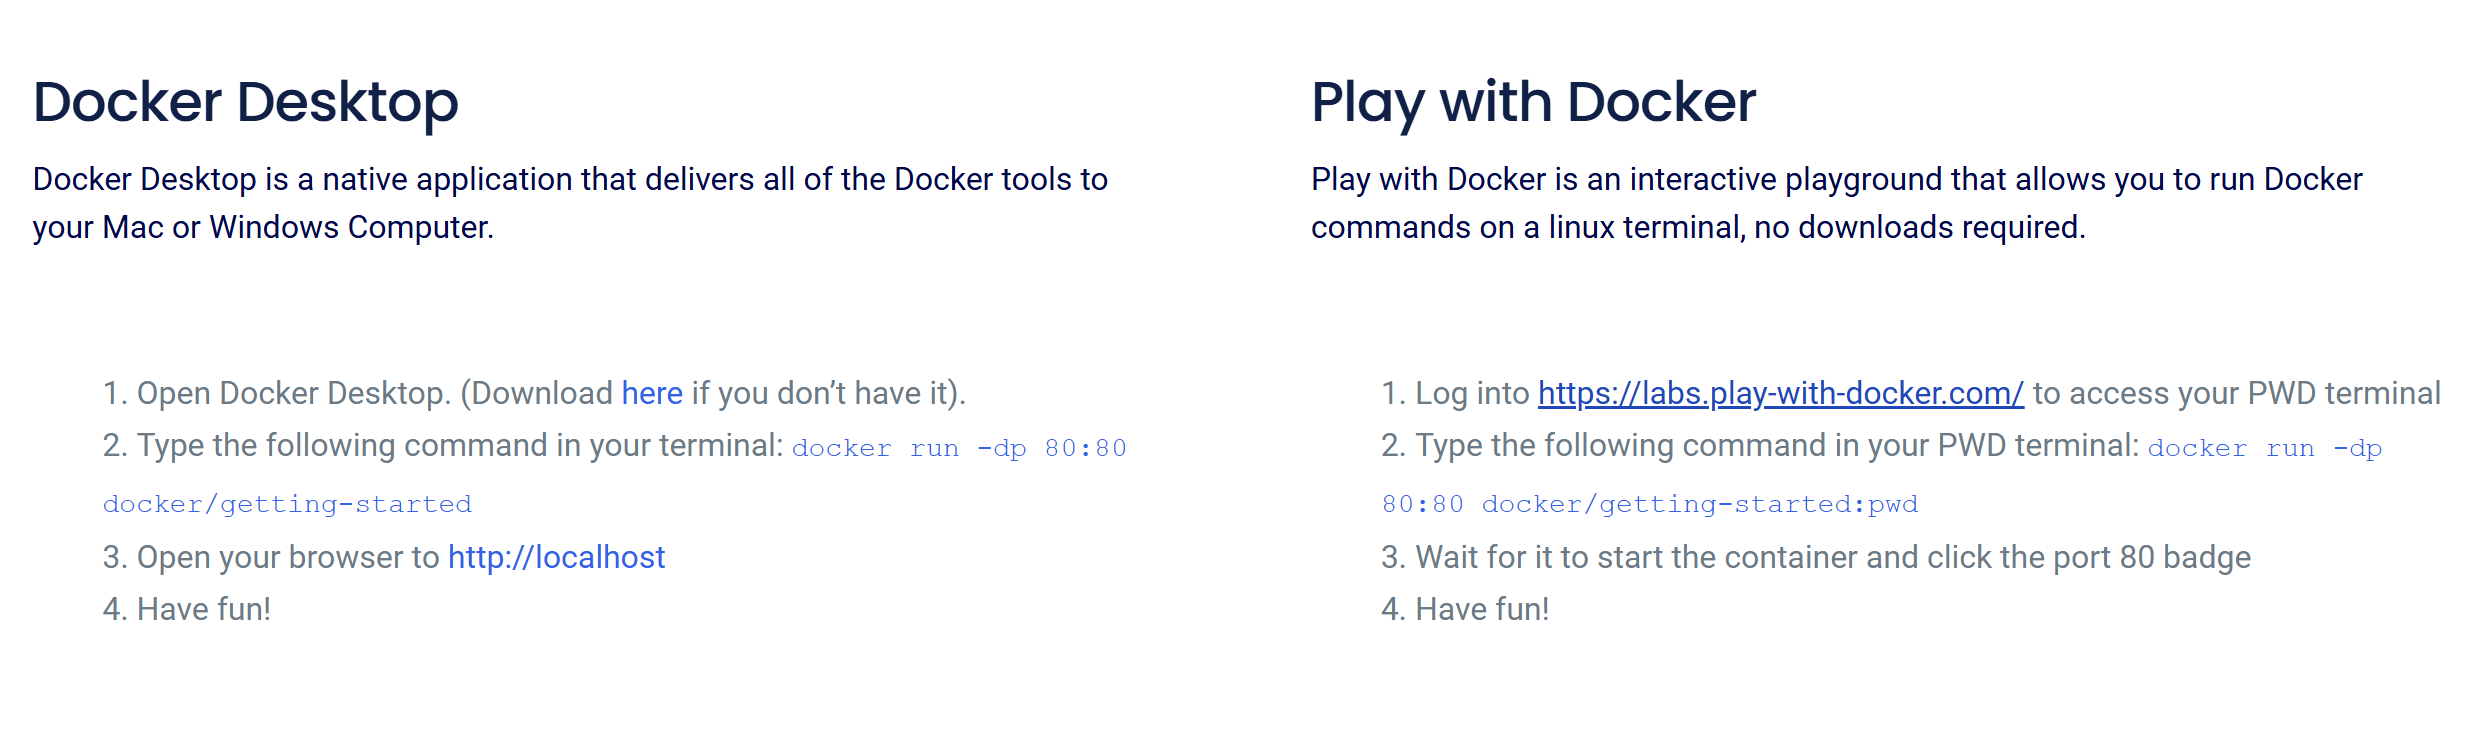 Docker Desktop
Docker Desktop is a native application that delivers all of the Docker tools to
your Mac or Windows Computer.
1. Open Docker Desktop. (Download here if you don’t have it).
2. Type the following command in your terminal: docker run -dp 80:80
docker/getting-started
3. Open your browser to http://localhost
4. Have fun!
Play with Docker
Play with Docker is an interactive playground that allows you to run Docker
commands on a linux terminal, no downloads required.
1. Log into https://labs.play-with-docker.com/ to access your PWD terminal
2. Type the following command in your PWD terminal: docker run -dp
80:80 docker/getting-started:pwd
3. Wait for it to start the container and click the port 80 badge
4. Have fun!